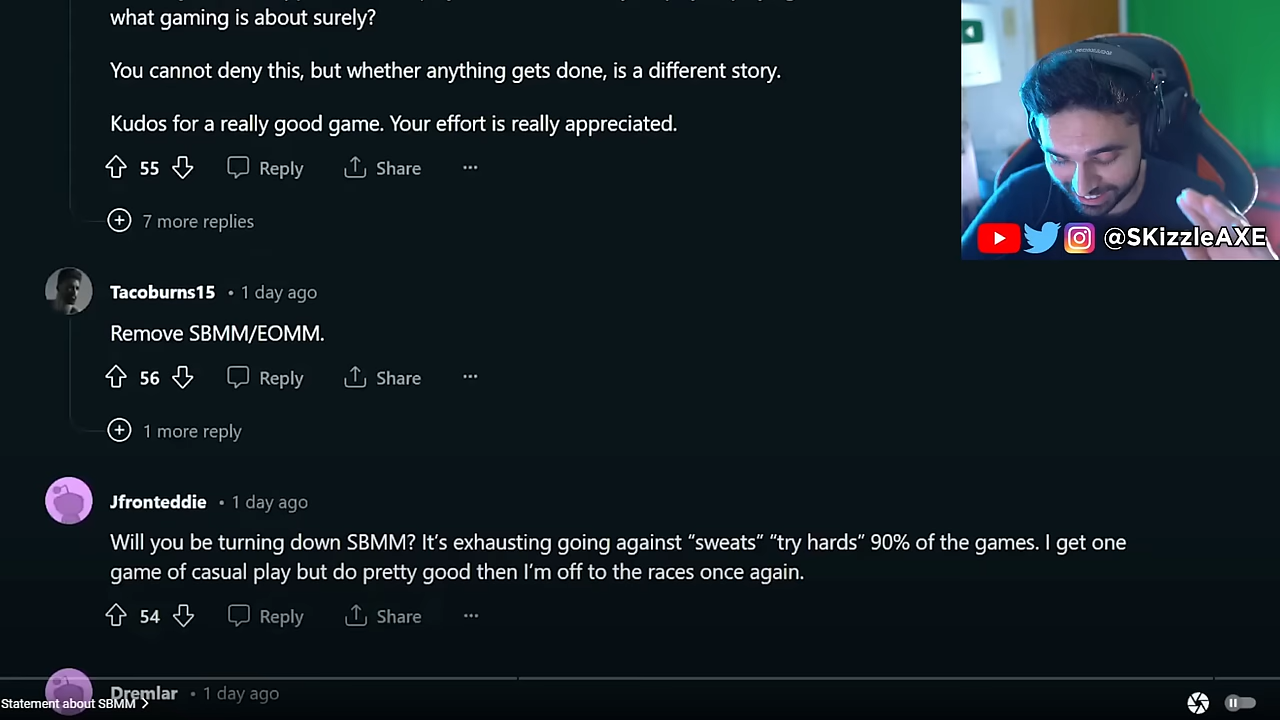 what gaming is about surely?
You cannot deny this, but whether anything gets done, is a different story.
Kudos for a really good game. Your effort is really appreciated.
55 Reply Share ...
7 more replies
@SKizzleAXE
Tacoburns15 • 1 day ago
Remove SBMM/EOMM.
56 Reply Share ...
1 more reply
Jfronteddie • 1 day ago
Will you be turning down SBMM? It’s exhausting going against “sweats” “try hards” 90% of the games. I get one
game of casual play but do pretty good then I’m off to the races once again.
54 Reply Share ...
Dremlar • 1 day ago
Statement about SBMM >